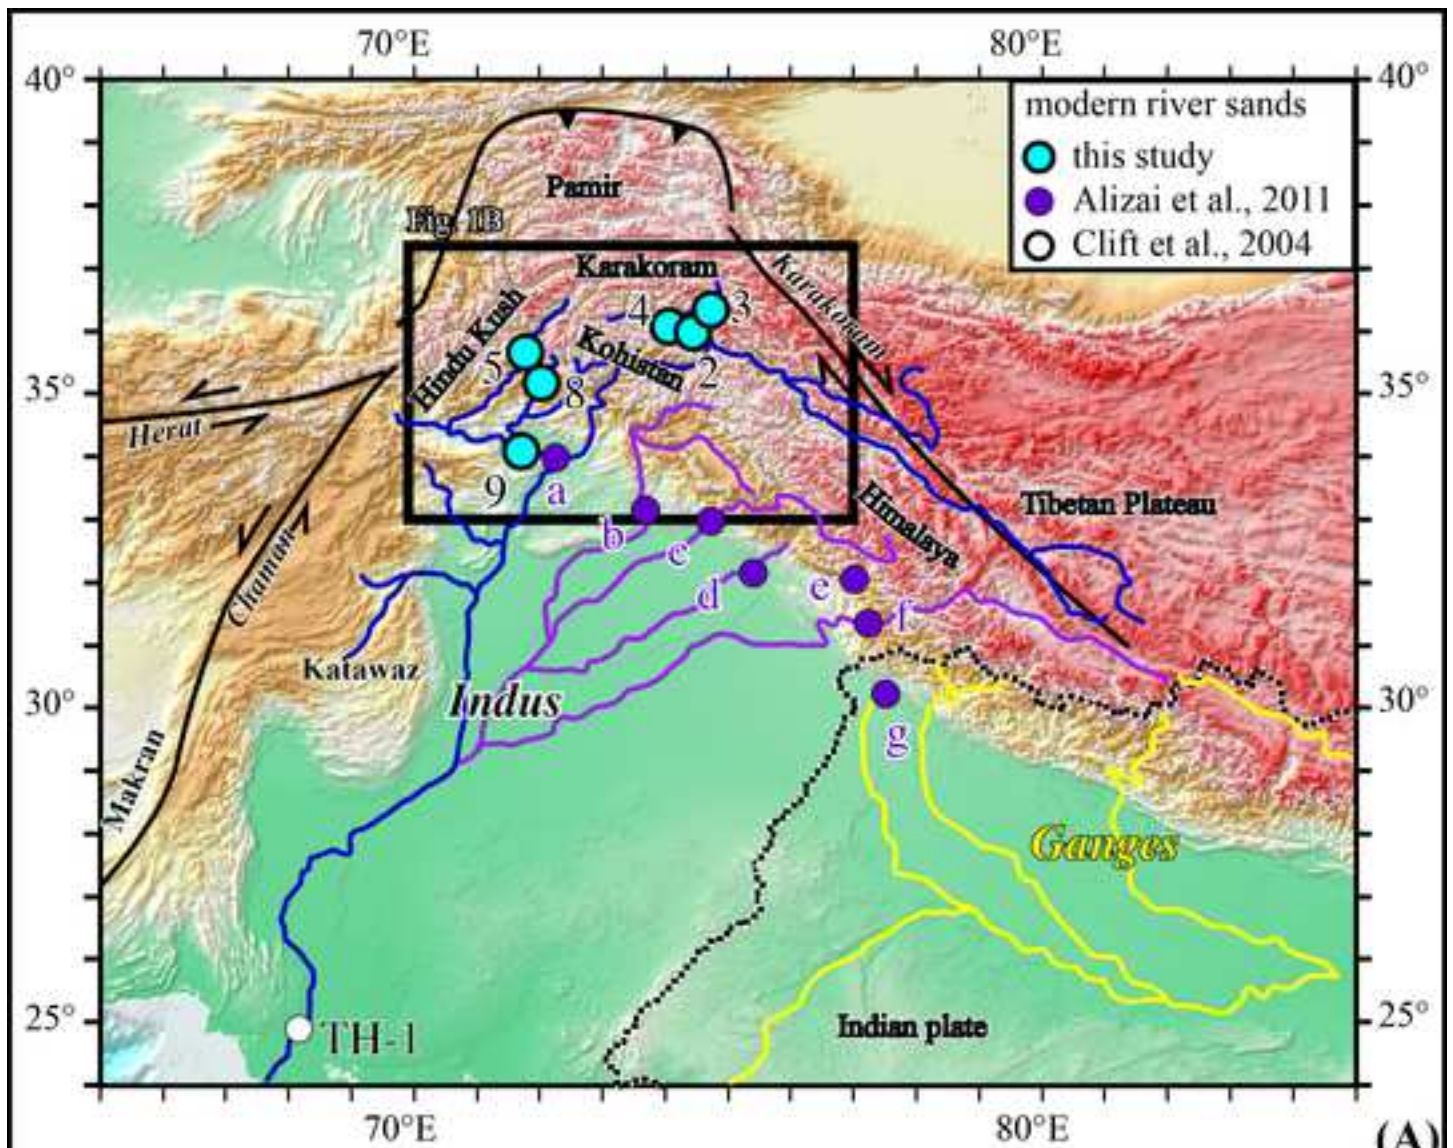 70°E 80°E
40° 40°
modern river sands
this study
Alizai et al., 2011
Clift et al., 2004
Pamir
Fig. 1B
Karakoram
Karakoram
4 3
Hindu Kush
Kohistan
5 2
8
35° 35°
Herat
9 a
Himalaya
Tibetan Plateau
b c
d e
f
Chaman
Katawaz
Indus
30° 30°
g
Makran
Ganges
Indian plate
25° 25°
TH-1
70°E 80°E
(A)